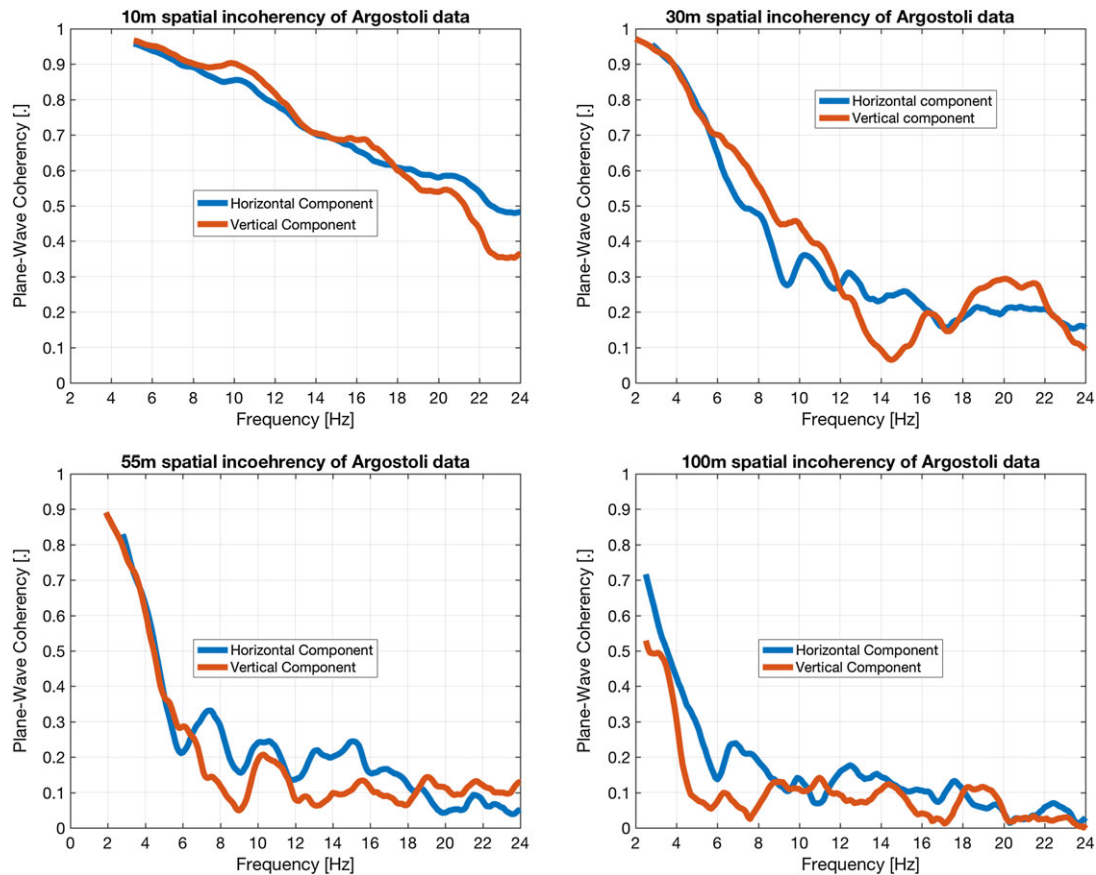 10m spatial incoherency of Argostoli data
1
0.9
0.8
0.7
0.6
0.5
0.4
0.3
0.2
0.1
0
Plane-Wave Coherency [.]
Horizontal Component
Vertical Component
2 4 6 8 10 12 14 16 18 20 22 24
Frequency [Hz]
30m spatial incoherency of Argostoli data
1
0.9
0.8
0.7
0.6
0.5
0.4
0.3
0.2
0.1
0
Plane-Wave Coherency [.]
Horizontal component
Vertical component
2 4 6 8 10 12 14 16 18 20 22 24
Frequency [Hz]
55m spatial incoehrency of Argostoli data
1
0.9
0.8
0.7
0.6
0.5
0.4
0.3
0.2
0.1
0
Plane-Wave Coherency [.]
Horizontal Component
Vertical Component
0 2 4 6 8 10 12 14 16 18 20 22 24
Frequency [Hz]
100m spatial incoherency of Argostoli data
1
0.9
0.8
0.7
0.6
0.5
0.4
0.3
0.2
0.1
0
Plane-Wave Coherency [.]
Horizontal Component
Vertical Component
2 4 6 8 10 12 14 16 18 20 22 24
Frequency [Hz]